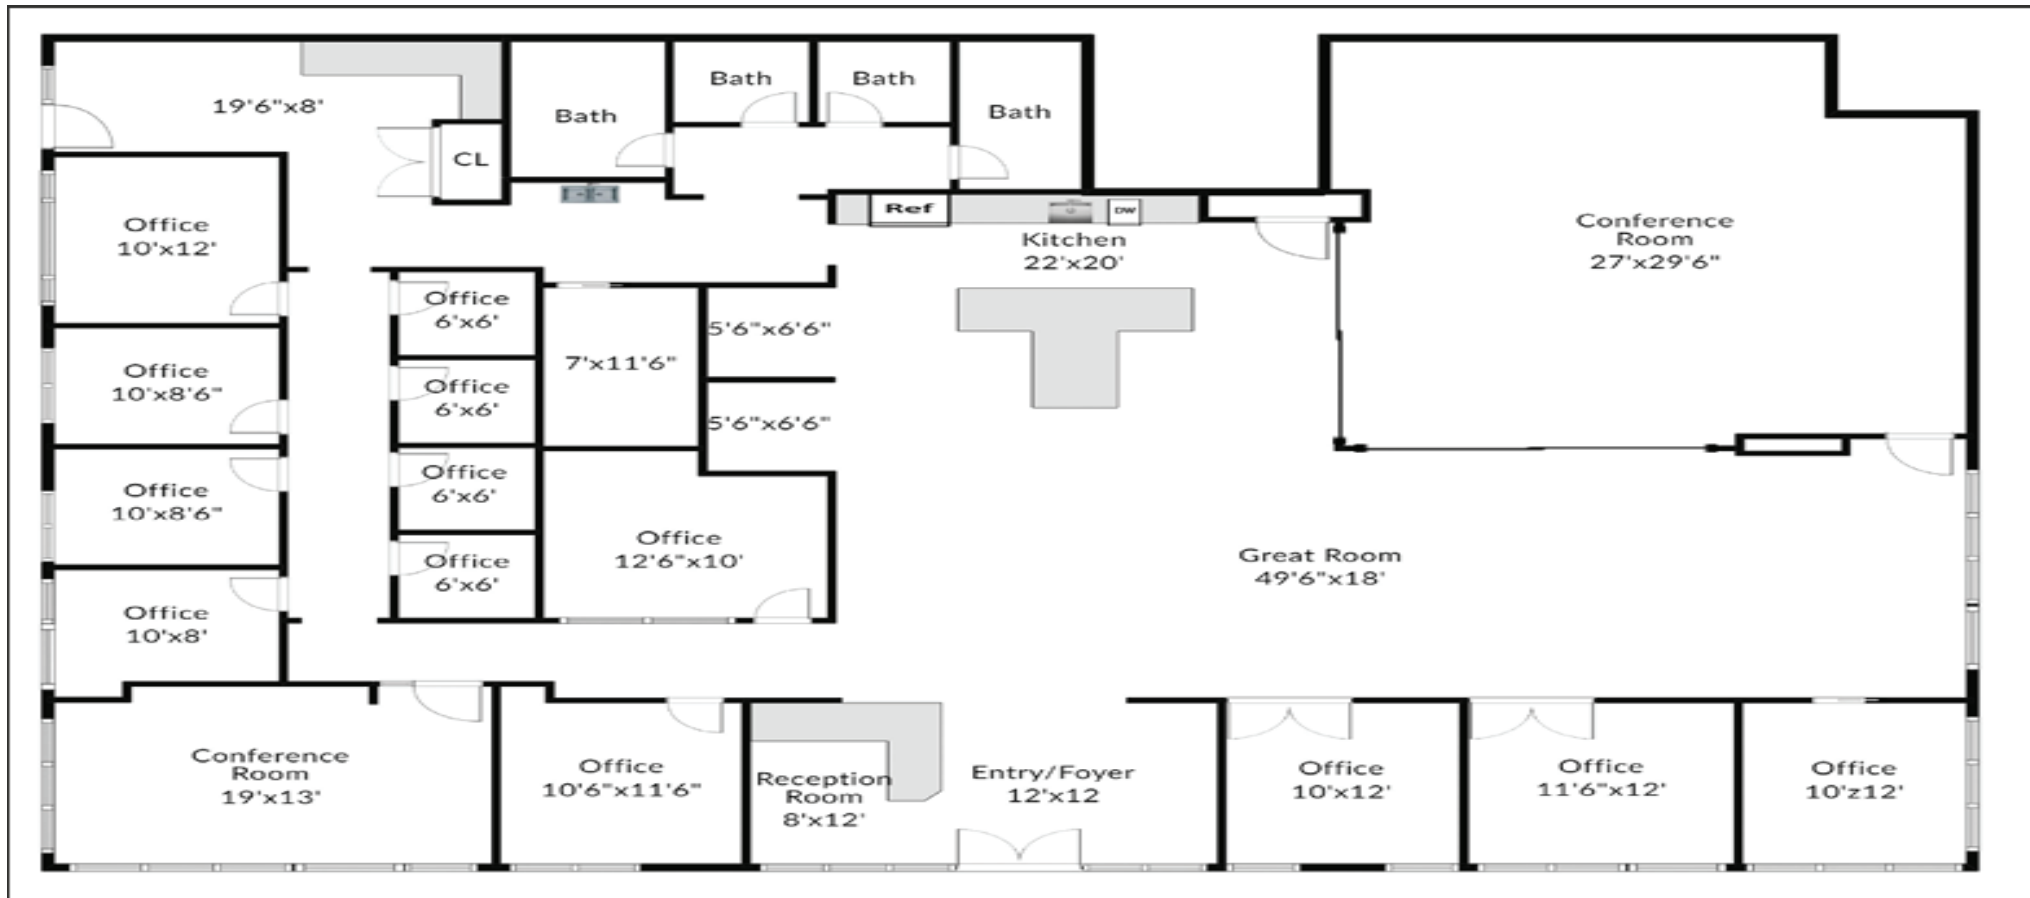 19'6"x8'
CL
Bath
Bath
Bath
Bath
Office
10'x12'
Ref
DW
Kitchen
22'x20'
Conference
Room
27'x29'6"
Office
6'x6'
5'6"x6'6"
Office
10'x8'6"
Office
6'x6'
7'x11'6"
5'6"x6'6"
Office
10'x8'6"
Office
6'x6'
Office
12'6"x10'
Great Room
49'6"x18'
Office
6'x6'
Office
10'x8'
Conference
Room
19'x13'
Office
10'6"x11'6"
Reception
Room
8'x12'
Entry/Foyer
12'x12
Office
10'x12'
Office
11'6"x12'
Office
10'z12'